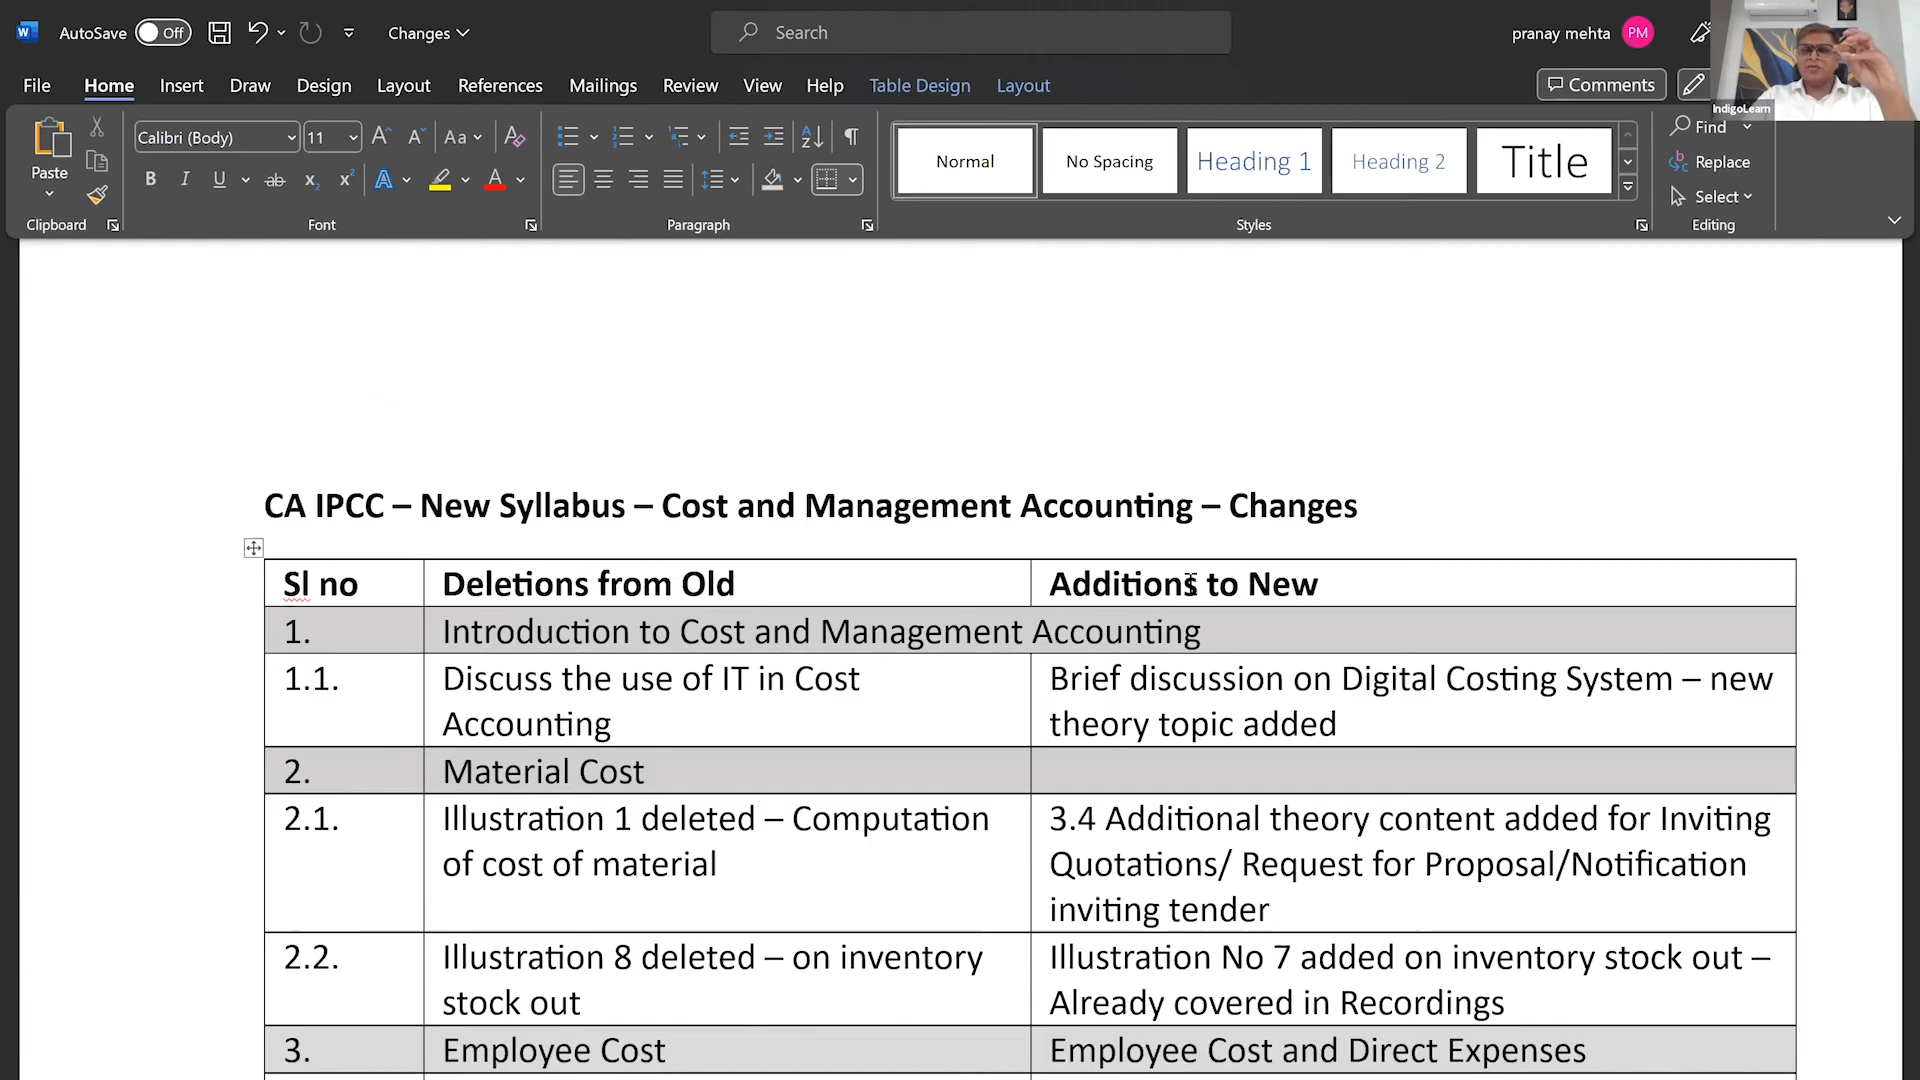 AutoSave Off Changes Search pranay mehta PM
File Home Insert Draw Design Layout References Mailings Review View Help Table Design Layout Comments
IndigoLearn
Paste Calibri (Body) 11 Aa Normal No Spacing Heading 1 Heading 2 Title Find
Replace
Select
Clipboard Font Paragraph Styles Editing
CA IPCC – New Syllabus – Cost and Management Accounting – Changes
Sl no Deletions from Old Additions to New
1. Introduction to Cost and Management Accounting
1.1. Discuss the use of IT in Cost
Accounting
Brief discussion on Digital Costing System – new
theory topic added
2. Material Cost
2.1. Illustration 1 deleted – Computation
of cost of material
3.4 Additional theory content added for Inviting
Quotations/ Request for Proposal/Notification
inviting tender
2.2. Illustration 8 deleted – on inventory
stock out
Illustration No 7 added on inventory stock out –
Already covered in Recordings
3. Employee Cost Employee Cost and Direct Expenses